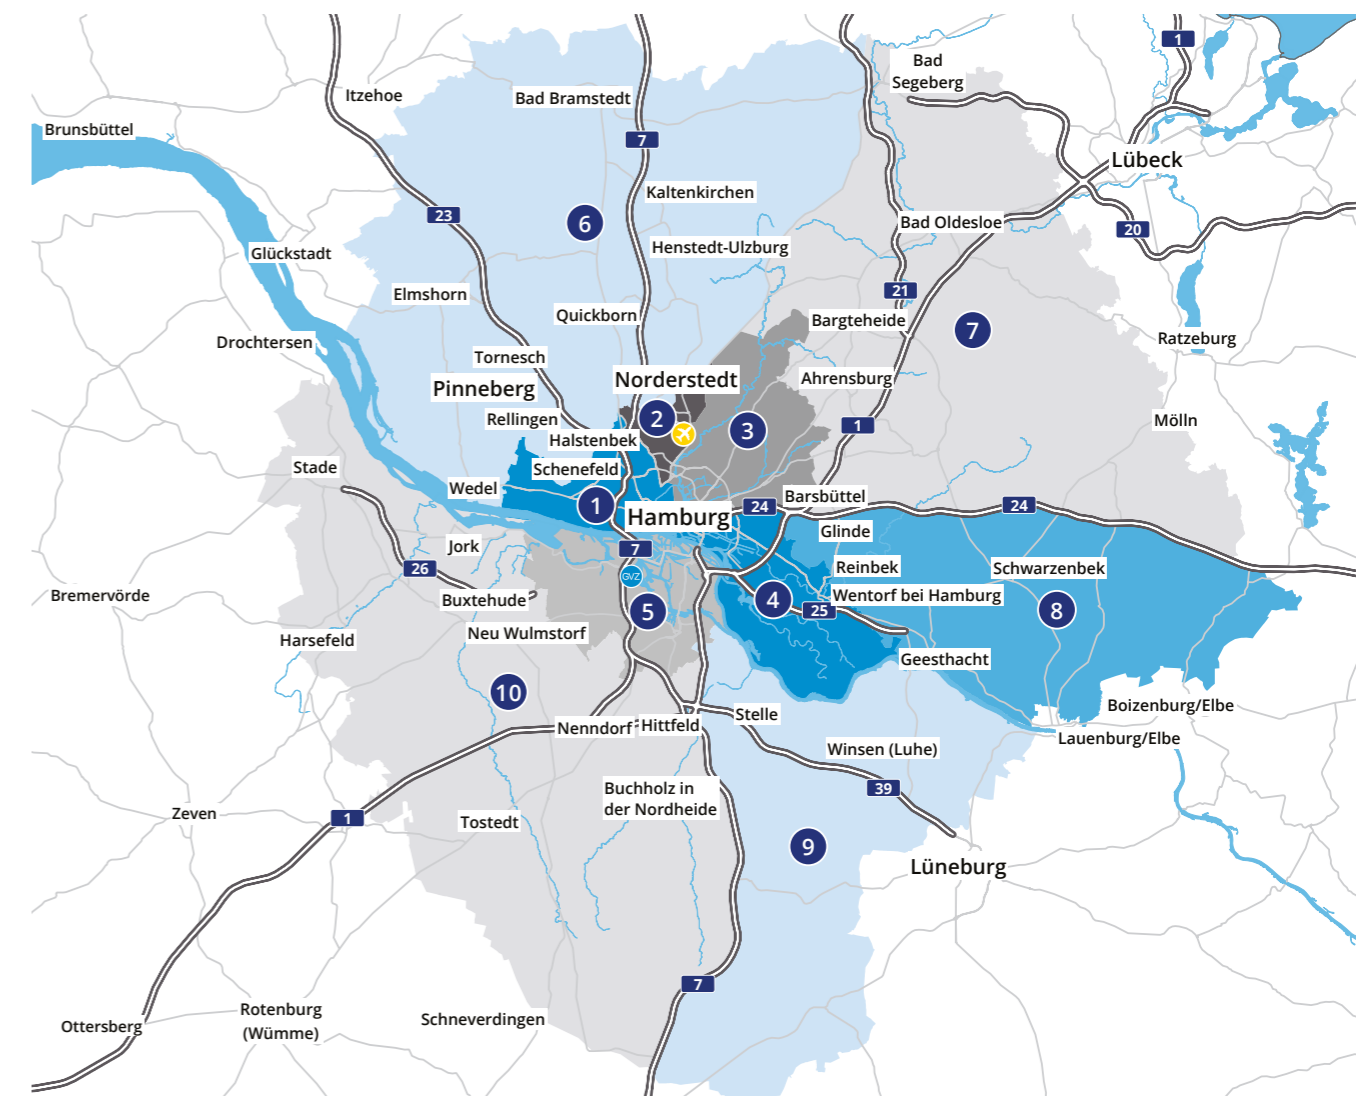 1
Bad
Segeberg
Itzehoe
Bad Bramstedt
Brunsbüttel
7
Lübeck
Kaltenkirchen
23
6
Bad Oldesloe
20
Henstedt-Ulzburg
Glückstadt
21
Elmshorn
Quickborn
Bargteheide
7
Drochtersen
Ratzeburg
Tornesch
Norderstedt
Ahrensburg
Pinneberg
2
3
Rellingen
1
Mölln
Halstenbek
Stade
Schenefeld
Wedel
Barsbüttel
1
24
24
Hamburg
Glinde
Jork
7
26
GVZ
Reinbek
Schwarzenbek
Bremervörde
Buxtehude
4
Wentorf bei Hamburg
25
8
5
Neu Wulmstorf
Harsefeld
Geesthacht
10
Boizenburg/Elbe
Stelle
Nenndorf
Hittfeld
Lauenburg/Elbe
Winsen (Luhe)
39
Buchholz in
der Nordheide
Zeven
1
Tostedt
9
Lüneburg
7
Rotenburg
(Wümme)
Schneverdingen
Ottersberg